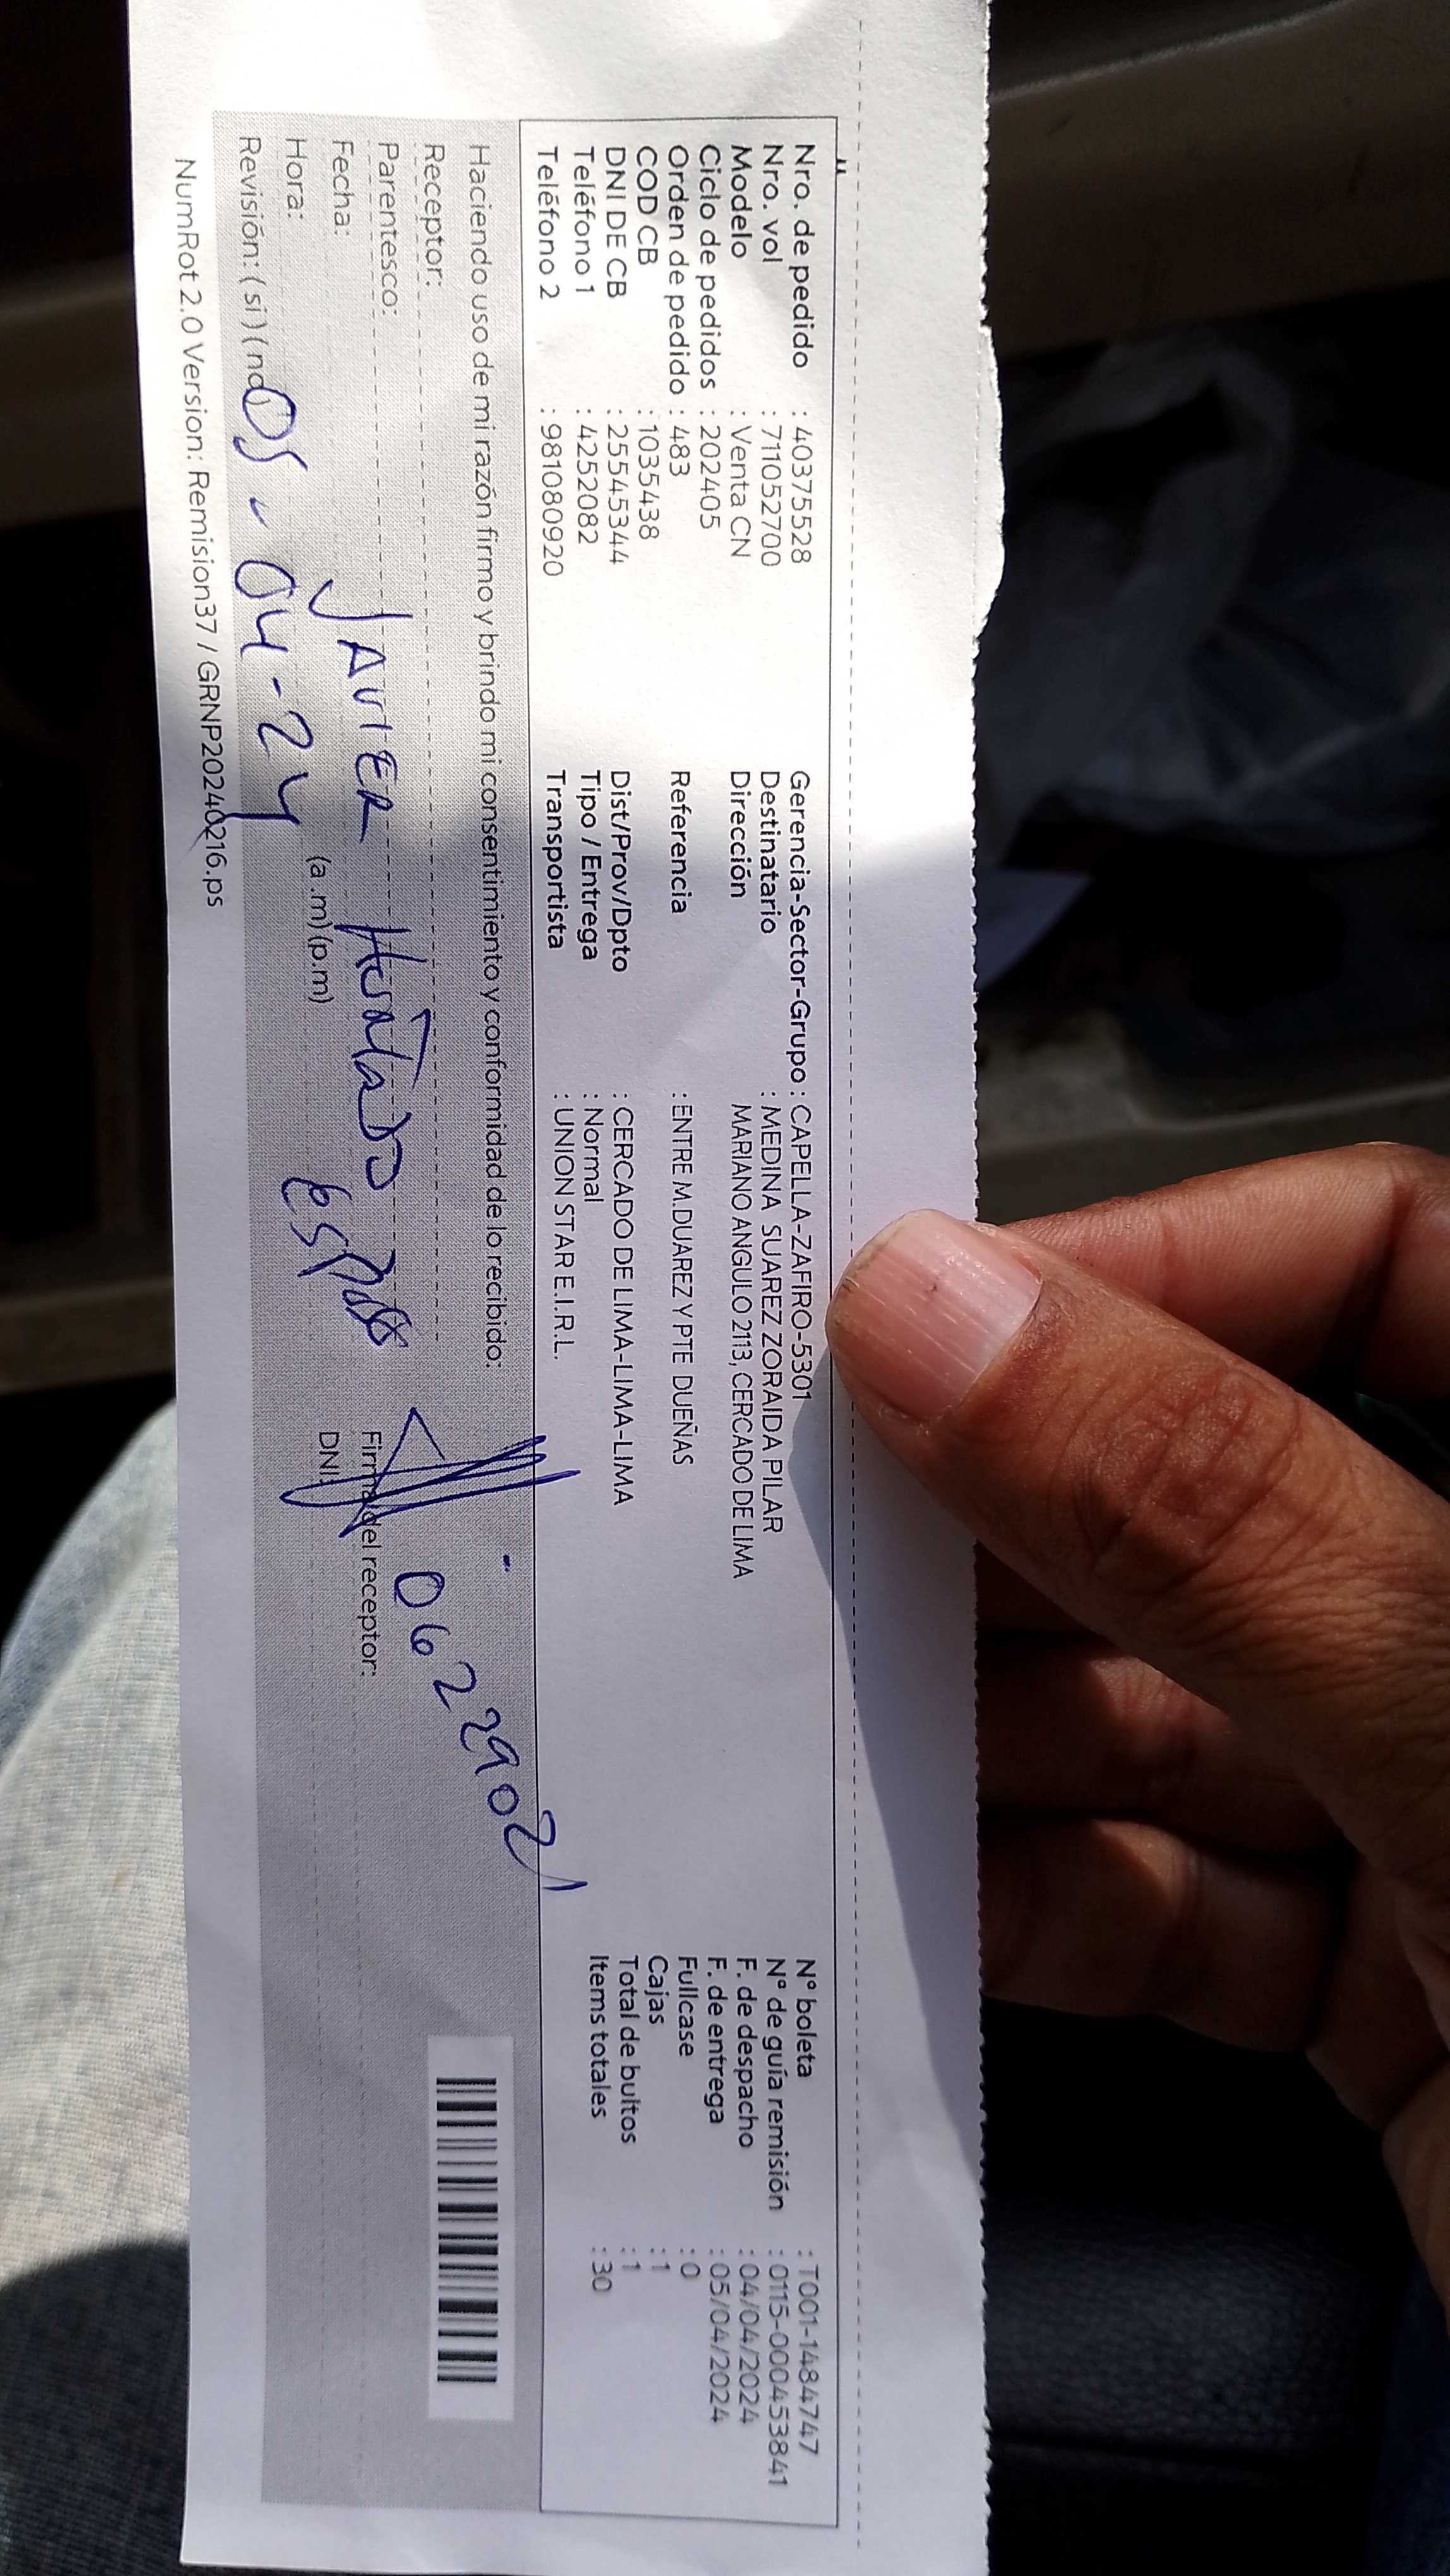 Nro. de pedido : 40375528 Gerencia-Sector-Grupo : CAPELLA-ZAFIRO-5301 N° boleta : T001-1484747
Nro. vol : 711052700 Destinatario : MEDINA SUAREZ ZORAIDA PILAR N° de guía remisión : 0115-000453841
Modelo : Venta CN Dirección MARIANO ANGULO 2113, CERCADO DE LIMA F. de despacho : 04/04/2024
Ciclo de pedidos : 202405 F. de entrega : 05/04/2024
Orden de pedido : 483 Referencia : ENTRE M.DUAREZ Y PTE DUEÑAS Fullcase : 0
COD CB : 1035438 Cajas : 1
DNI DE CB : 25545344 Dist/Prov/Dpto : CERCADO DE LIMA-LIMA-LIMA Total de bultos : 1
Teléfono 1 : 4252082 Tipo / Entrega : Normal Items totales : 30
Teléfono 2 : 981080920 Transportista : UNION STAR E.I.R.L.
Haciendo uso de mi razón firmo y brindo mi consentimiento y conformidad de lo recibido:
Receptor:
Parentesco: JAVIER HURTADO
Fecha: Firma del receptor:
Hora: (a.m) (p.m) DNI:
Revisión: (si) (no) 05-04-24
NumRot 2.0 Version: Remision37 / GRNP20240216.ps